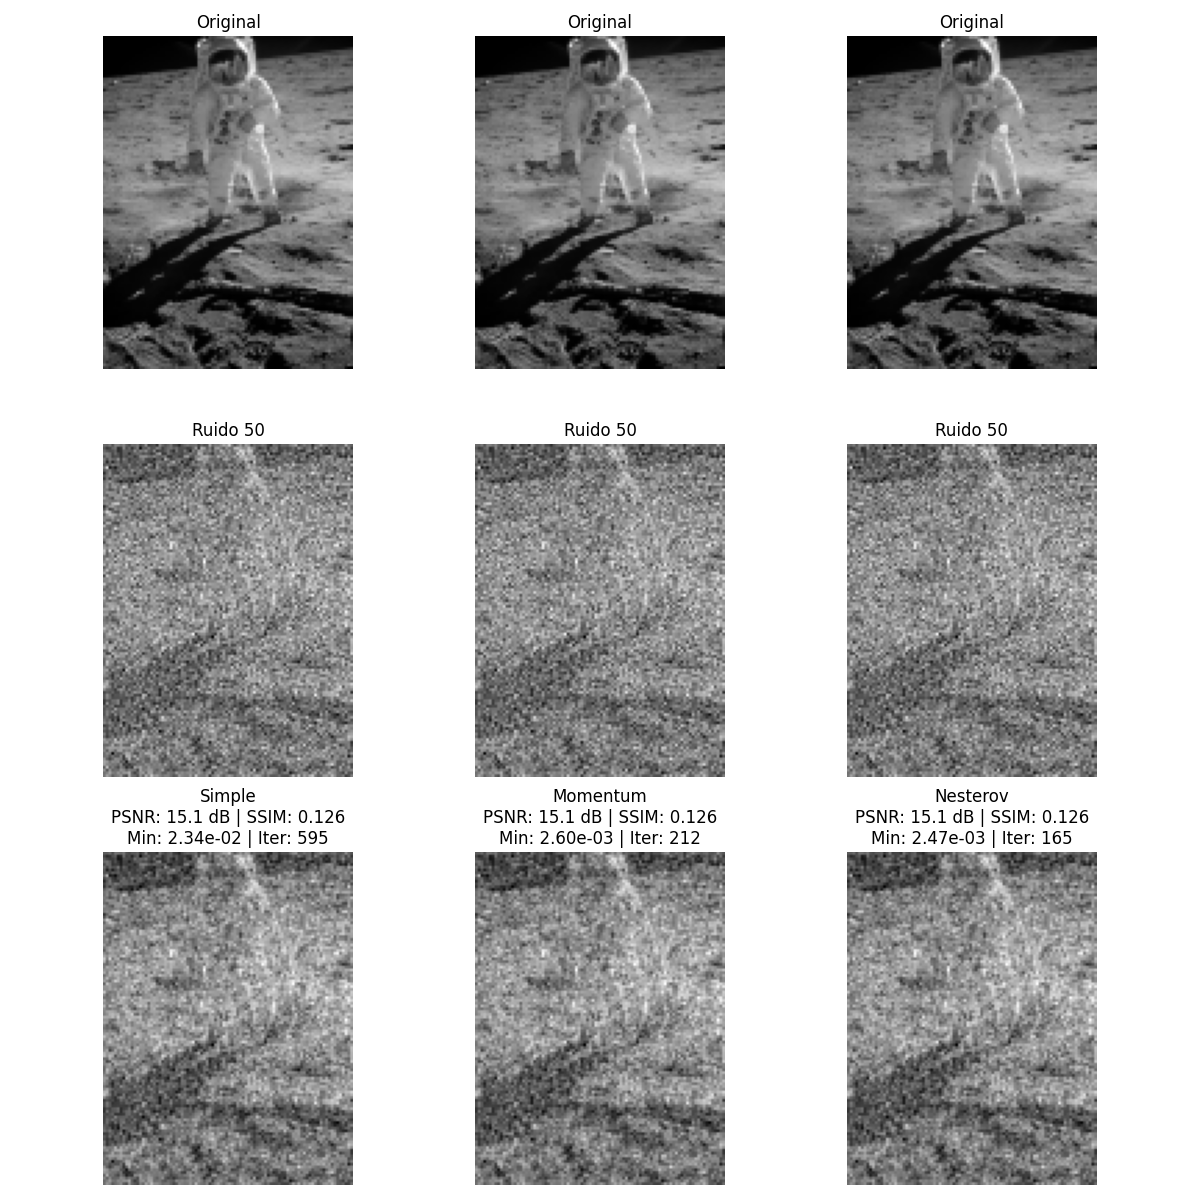 Original
Original
Original
Ruido 50
Ruido 50
Ruido 50
Simple
PSNR: 15.1 dB | SSIM: 0.126
Min: 2.34e-02 | Iter: 595
Momentum
PSNR: 15.1 dB | SSIM: 0.126
Min: 2.60e-03 | Iter: 212
Nesterov
PSNR: 15.1 dB | SSIM: 0.126
Min: 2.47e-03 | Iter: 165